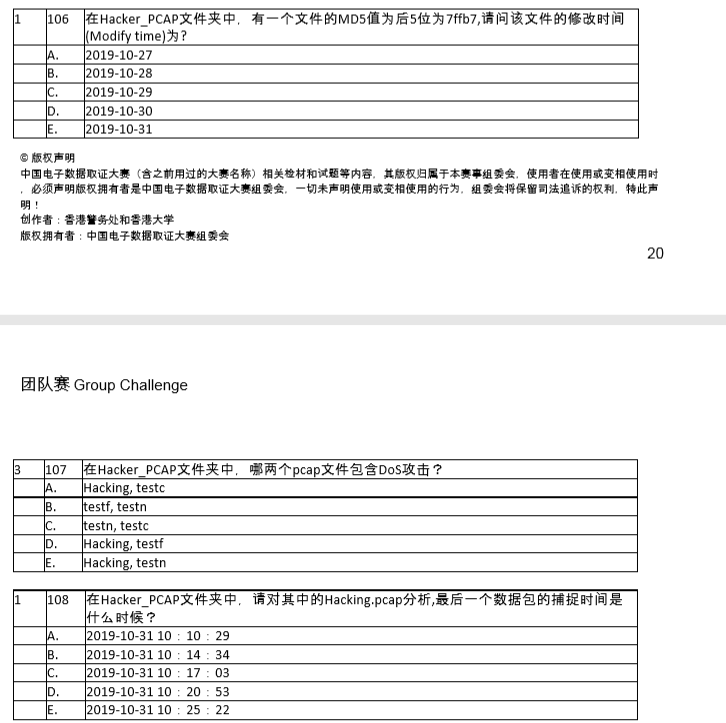 1 106 在Hacker_PCAP文件夹中，有一个文件的MD5值为后5位为7ffb7,请问该文件的修改时间
(Modify time)为?
A. 2019-10-27
B. 2019-10-28
C. 2019-10-29
D. 2019-10-30
E. 2019-10-31
© 版权声明
中国电子数据取证大赛（含之前用过的大赛名称）相关检材和试题等内容，其版权归属于本赛事组委会，使用者在使用或变相使用时
，必须声明版权拥有者是中国电子数据取证大赛组委会，一切未声明使用或变相使用的行为，组委会将保留司法追诉的权利，特此声
明！
创作者：香港警务处和香港大学
版权拥有者：中国电子数据取证大赛组委会
20
团队赛 Group Challenge
3 107 在Hacker_PCAP文件夹中，哪两个pcap文件包含DoS攻击？
A. Hacking, testc
B. testf, testn
C. testn, testc
D. Hacking, testf
E. Hacking, testn
1 108 在Hacker_PCAP文件夹中，请对其中的Hacking.pcap分析,最后一个数据包的捕捉时间是
什么时候？
A. 2019-10-31 10：10：29
B. 2019-10-31 10：14：34
C. 2019-10-31 10：17：03
D. 2019-10-31 10：20：53
E. 2019-10-31 10：25：22